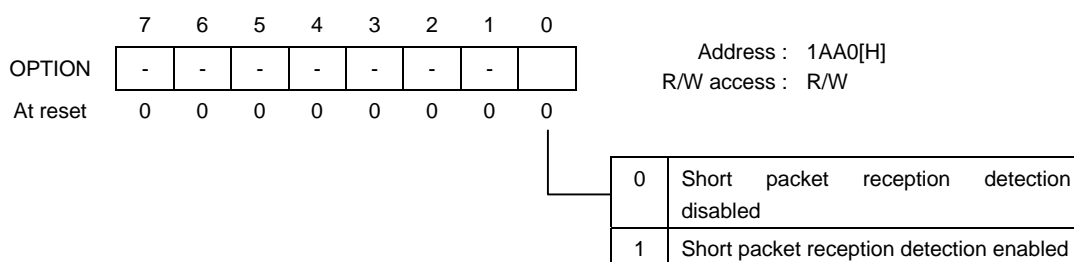 7 6 5 4 3 2 1 0
Address : 1AA0[H]
OPTION - - - - - - -
R/W access : R/W
At reset 0 0 0 0 0 0 0 0
0 Short packet reception detection
disabled
1 Short packet reception detection enabled